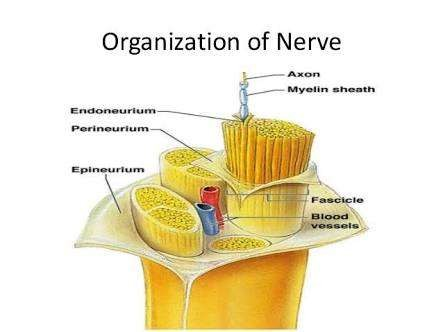 Organization of Nerve
Axon
Myelin sheath
Endoneurium
Perineurium
Epineurium
Fascicle
Blood
vessels